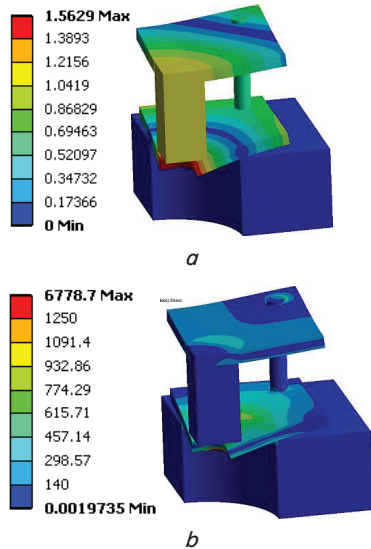 1.5629 Max
1.3893
1.2156
1.0419
0.86829
0.69463
0.52097
0.34732
0.17366
0 Min
a
6778.7 Max
1250
1091.4
932.86
774.29
615.71
457.14
298.57
140
0.0019735 Min
b